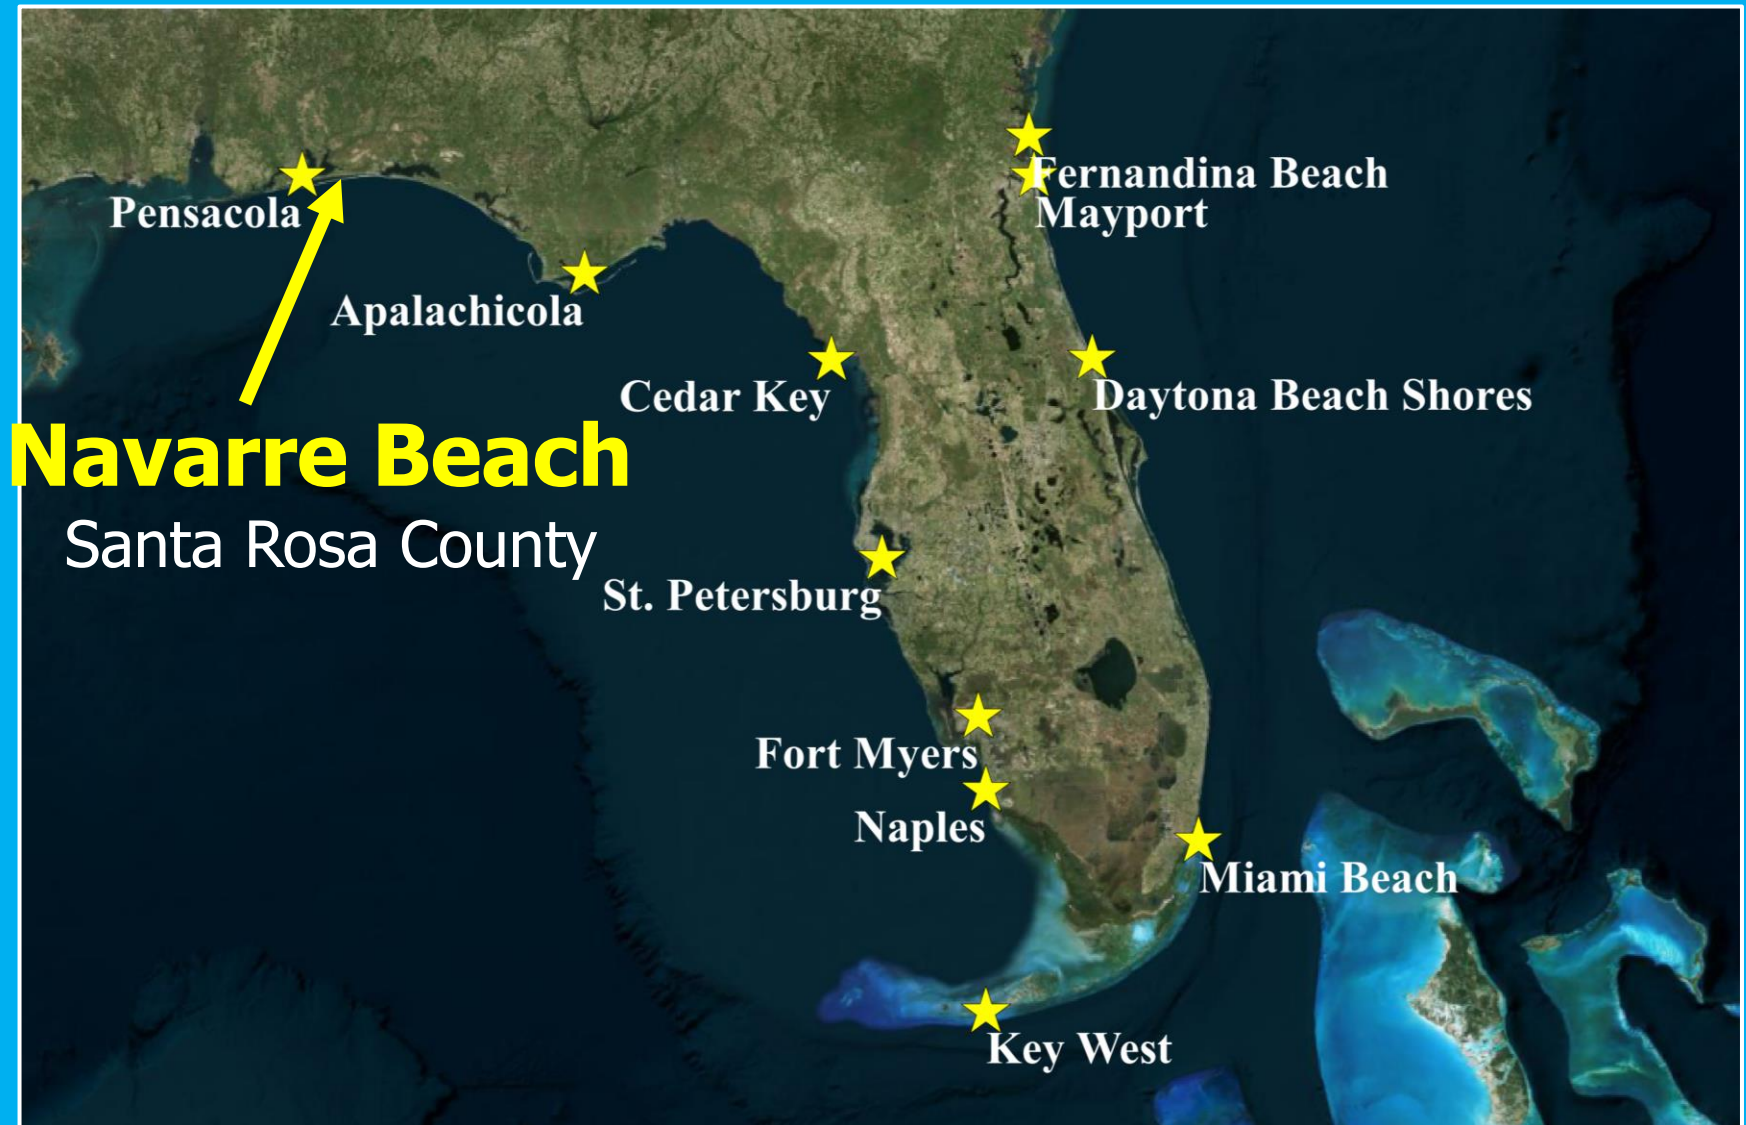 Fernandina Beach
Mayport
Pensacola
Apalachicola
Cedar Key
Daytona Beach Shores
Navarre Beach
Santa Rosa County
St. Petersburg
Fort Myers
Naples
Miami Beach
Key West